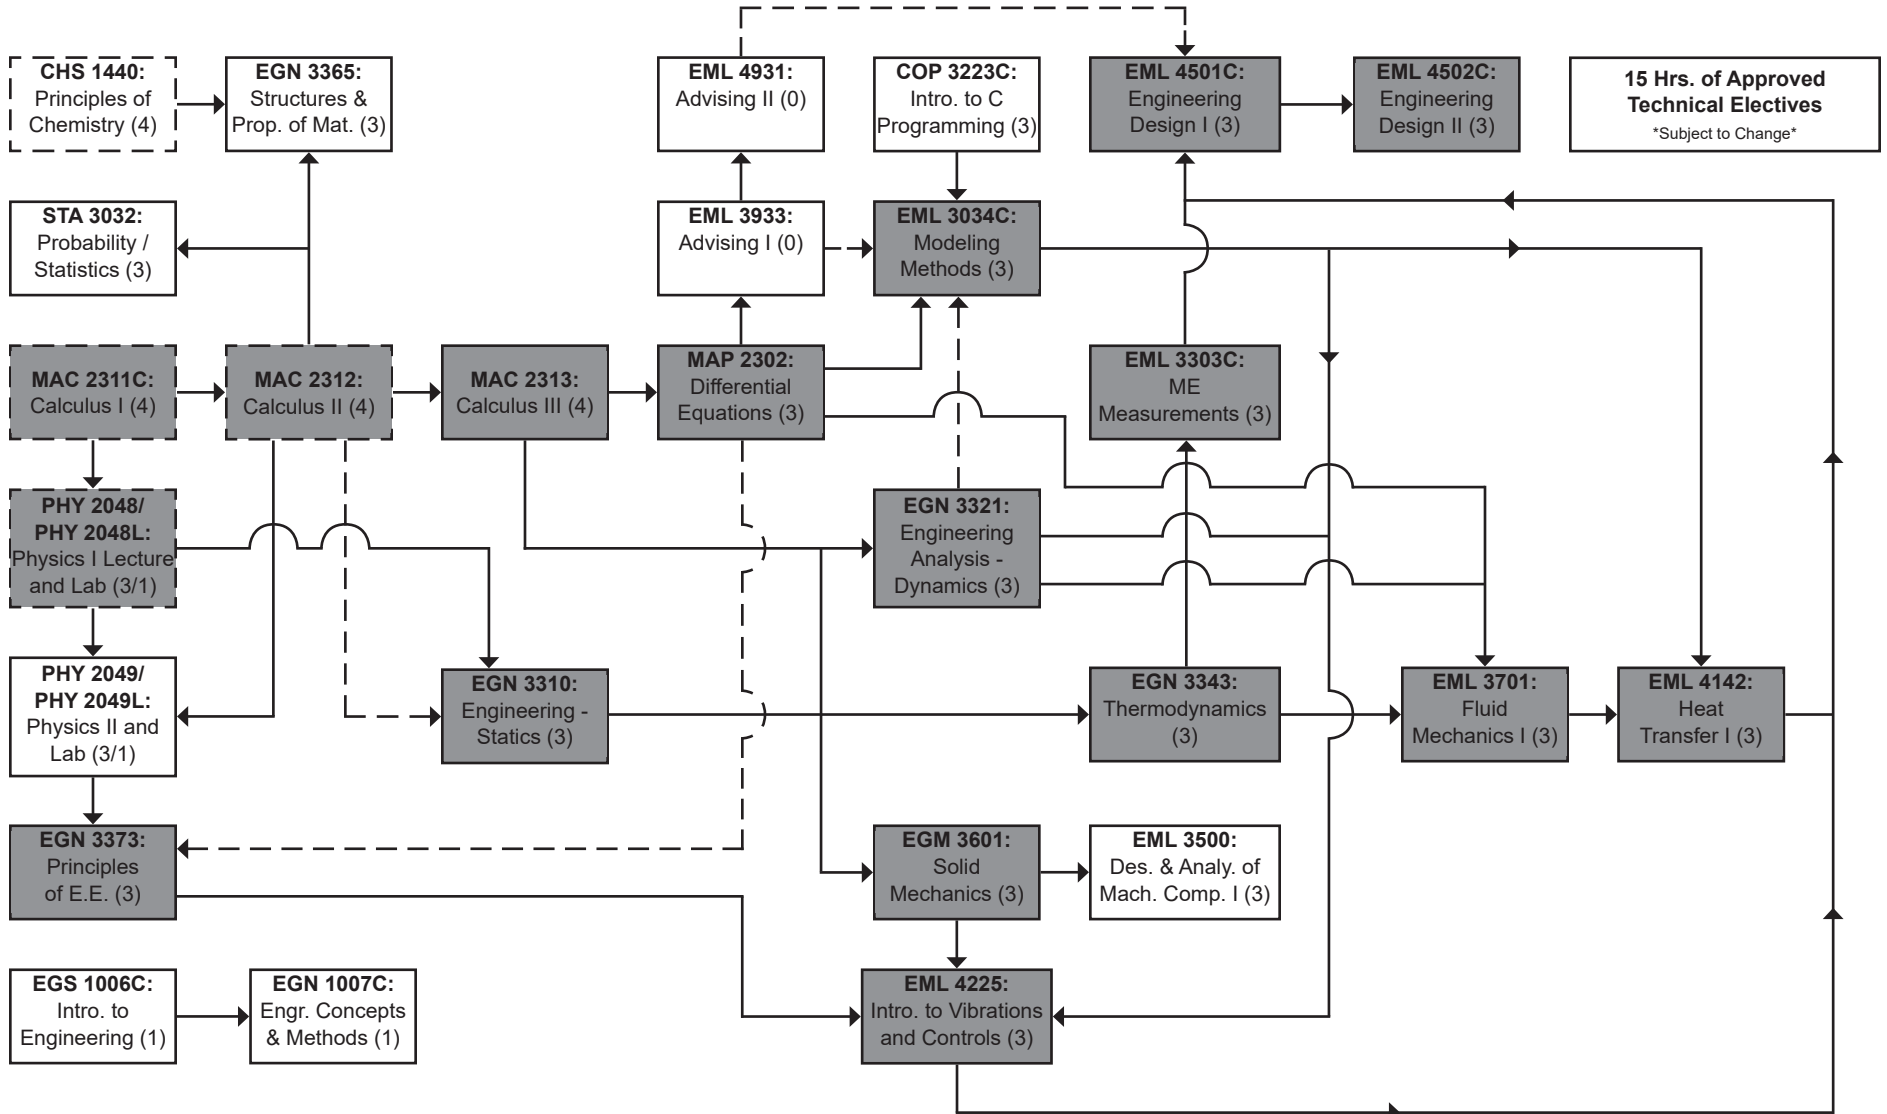 CHS 1440:
Principles of
Chemistry (4)
EGN 3365:
Structures &
Prop. of Mat. (3)
EML 4931:
Advising II (0)
COP 3223C:
Intro. to C
Programming (3)
EML 4501C:
Engineering
Design I (3)
EML 4502C:
Engineering
Design II (3)
15 Hrs. of Approved
Technical Electives
*Subject to Change*
STA 3032:
Probability /
Statistics (3)
EML 3933:
Advising I (0)
EML 3034C:
Modeling
Methods (3)
MAC 2311C:
Calculus I (4)
MAC 2312:
Calculus II (4)
MAC 2313:
Calculus III (4)
MAP 2302:
Differential
Equations (3)
EML 3303C:
ME
Measurements (3)
PHY 2048/
PHY 2048L:
Physics I Lecture
and Lab (3/1)
EGN 3321:
Engineering
Analysis -
Dynamics (3)
PHY 2049/
PHY 2049L:
Physics II and
Lab (3/1)
EGN 3310:
Engineering -
Statics (3)
EGN 3343:
Thermodynamics
(3)
EML 3701:
Fluid
Mechanics I (3)
EML 4142:
Heat
Transfer I (3)
EGN 3373:
Principles
of E.E. (3)
EGM 3601:
Solid
Mechanics (3)
EML 3500:
Des. & Analy. of
Mach. Comp. I (3)
EGS 1006C:
Intro. to
Engineering (1)
EGN 1007C:
Engr. Concepts
& Methods (1)
EML 4225:
Intro. to Vibrations
and Controls (3)